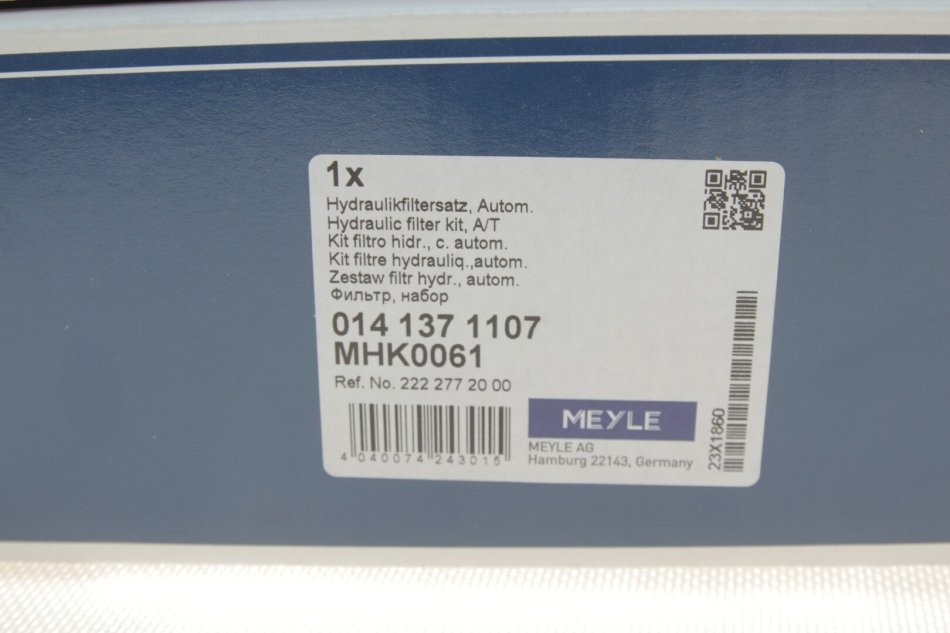 1x
Hydraulikfiltersatz, Autom.
Hydraulic filter kit, A/T
Kit filtro hidr., c. autom.
Kit filtre hydrauliq.,autom.
Zestaw filtr hydr., autom.
Фильтр, набор
014 137 1107
MHK0061
Ref. No. 222 277 20 00
4 040074 243015
MEYLE
MEYLE AG
Hamburg 22143, Germany
23X1860